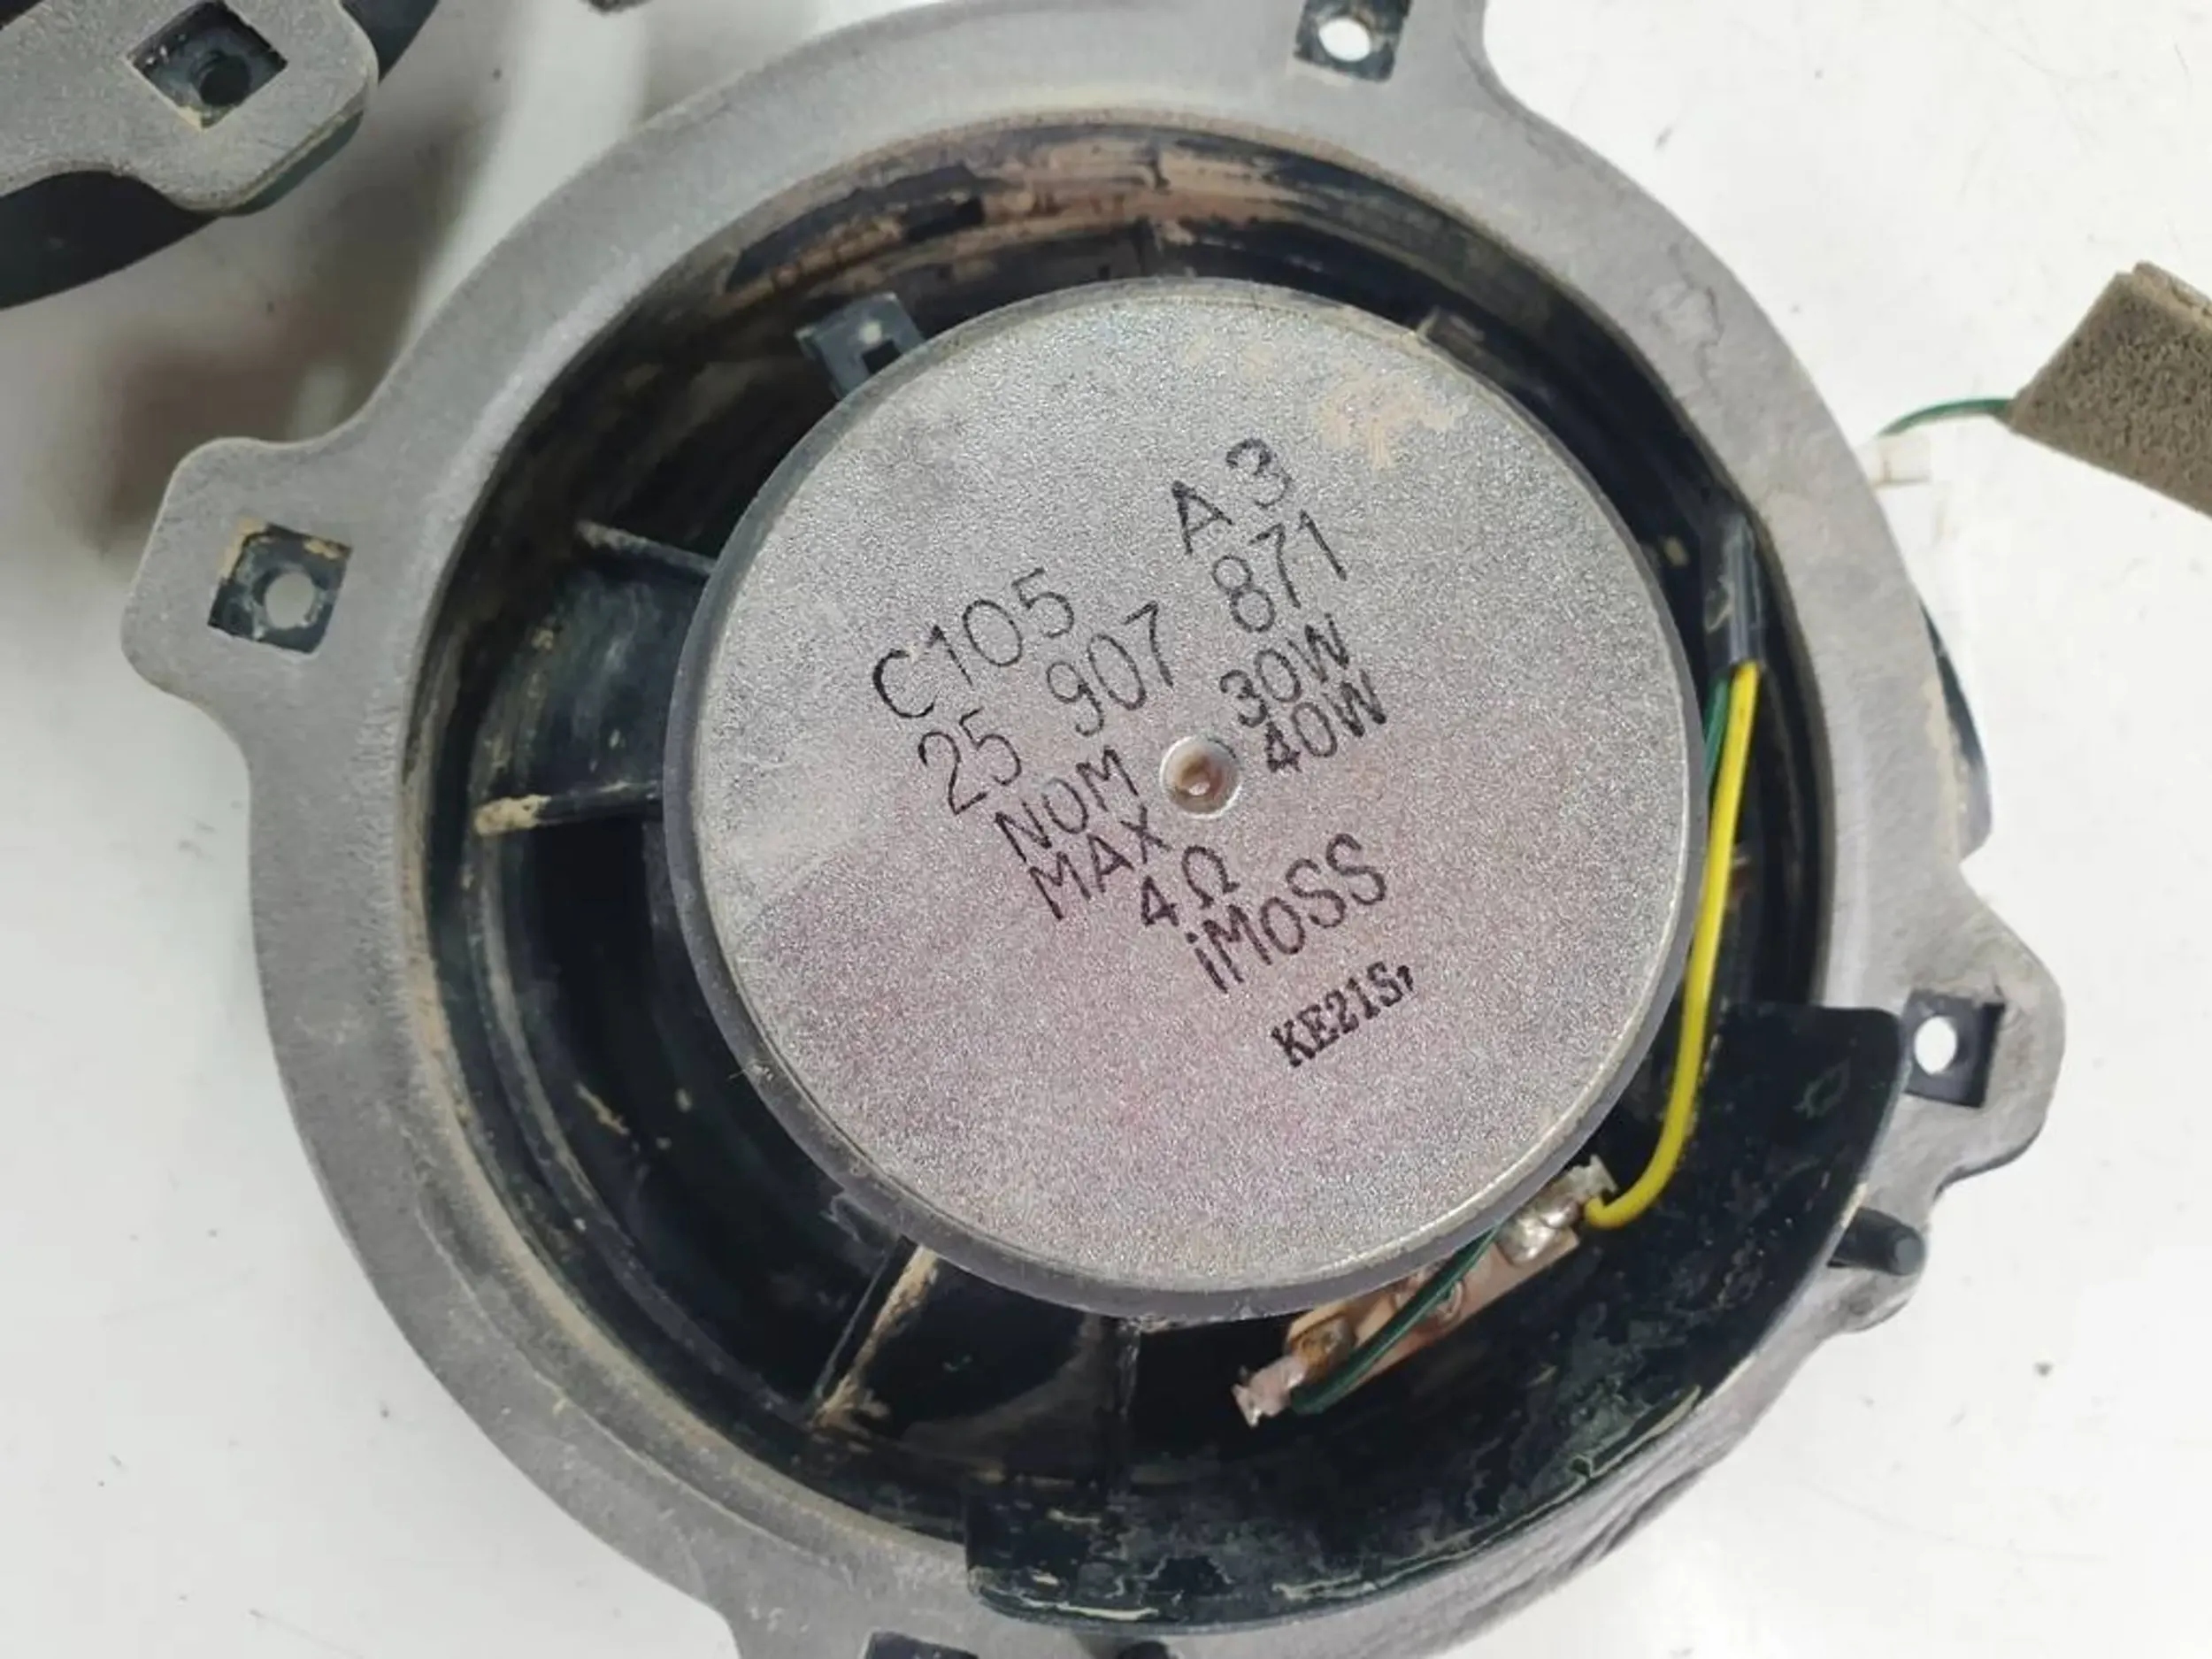 C105 A3
25 907 871
NOM 30W
MAX 40W
4Ω
iMoSS
KE21S,